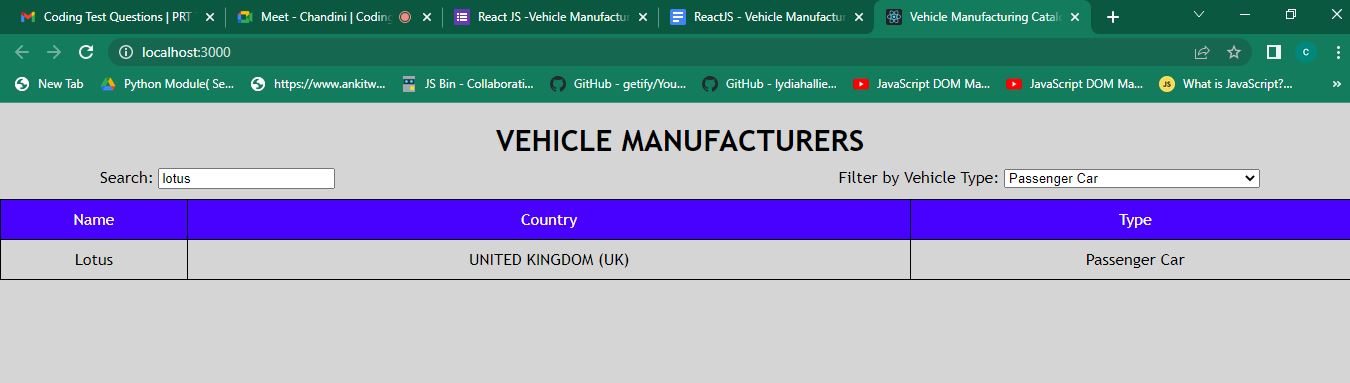 Coding Test Questions | PRT
Meet - Chandini | Coding
React JS -Vehicle Manufactur
ReactJS - Vehicle Manufactur
Vehicle Manufacturing Catalo
localhost:3000
c
New Tab
Python Module( Se...
https://www.ankitw...
JS Bin - Collaborati...
GitHub - getify/You...
GitHub - lydiahallie...
JavaScript DOM Ma...
JavaScript DOM Ma...
JS
What is JavaScript?...
»
VEHICLE MANUFACTURERS
Search: lotus
Filter by Vehicle Type: Passenger Car
Name Country Type
Lotus UNITED KINGDOM (UK) Passenger Car